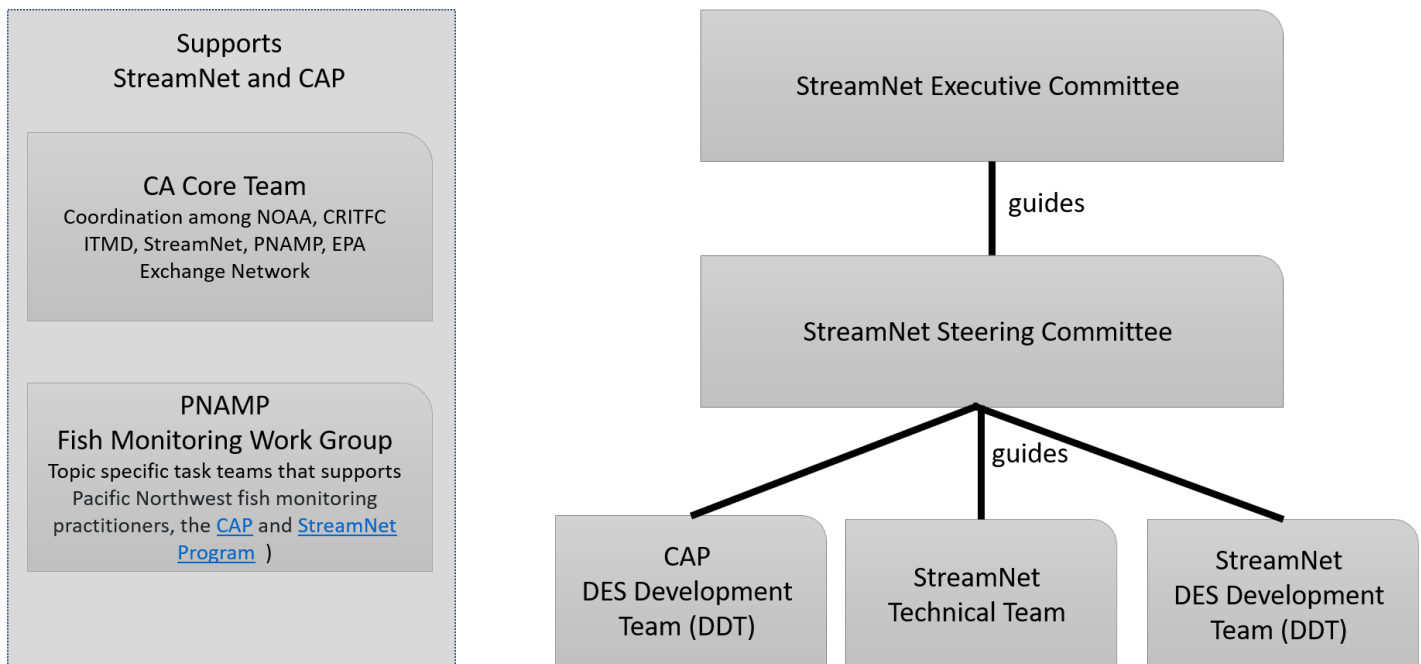 Supports
StreamNet and CAP
CA Core Team
Coordination among NOAA, CRITFC
ITMD, StreamNet, PNAMP, EPA
Exchange Network
PNAMP
Fish Monitoring Work Group
Topic specific task teams that supports
Pacific Northwest fish monitoring
practitioners, the CAP and StreamNet
Program )
StreamNet Executive Committee
guides
StreamNet Steering Committee
guides
CAP
DES Development
Team (DDT)
StreamNet
Technical Team
StreamNet
DES Development
Team (DDT)